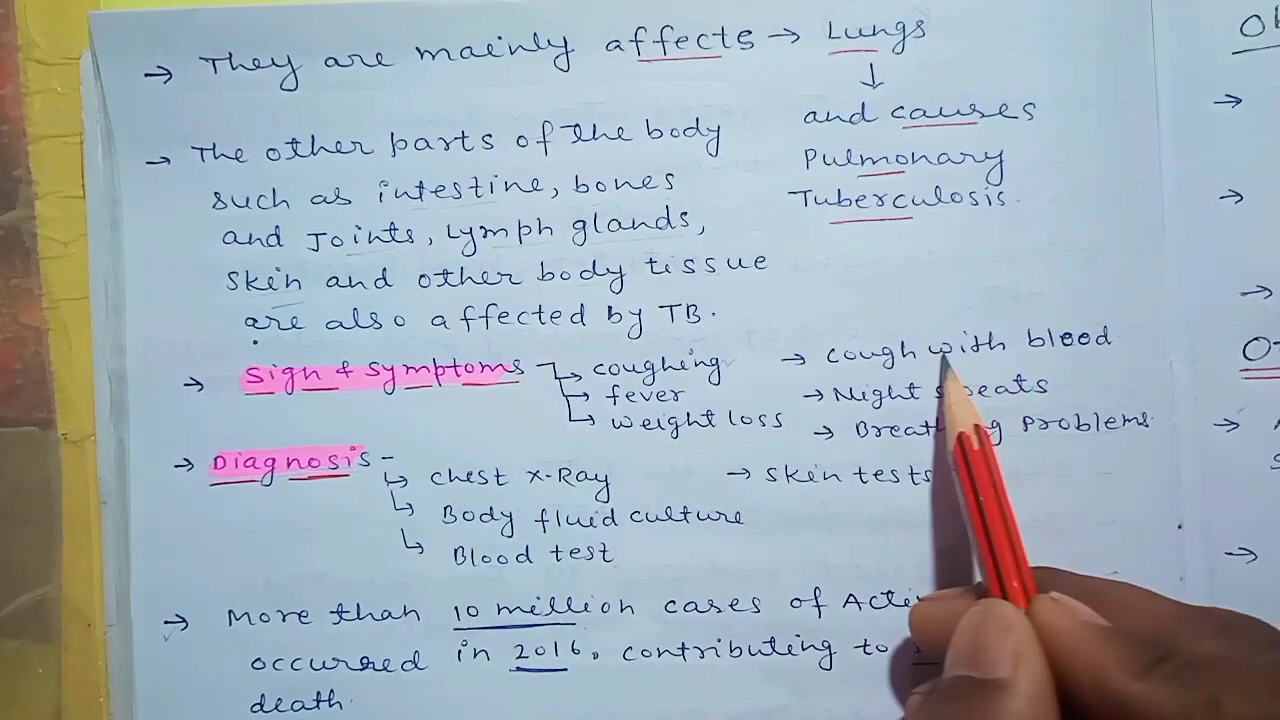 → They are mainly affects → Lungs
↓
and causes
Pulmonary
Tuberculosis.
→ The other parts of the body
such as intestine, bones
and Joints, Lymph glands,
skin and other body tissue
are also affected by TB.
→ Sign & Symptoms → coughing → cough with blood
→ fever → Night sweats
→ weight loss → Breathing Problems
→ Diagnosis - ↳ chest x-Ray → skin tests
↳ Body fluid culture
↳ Blood test
→ More than 10 million cases of
occurred in 2016, contributing to
death.